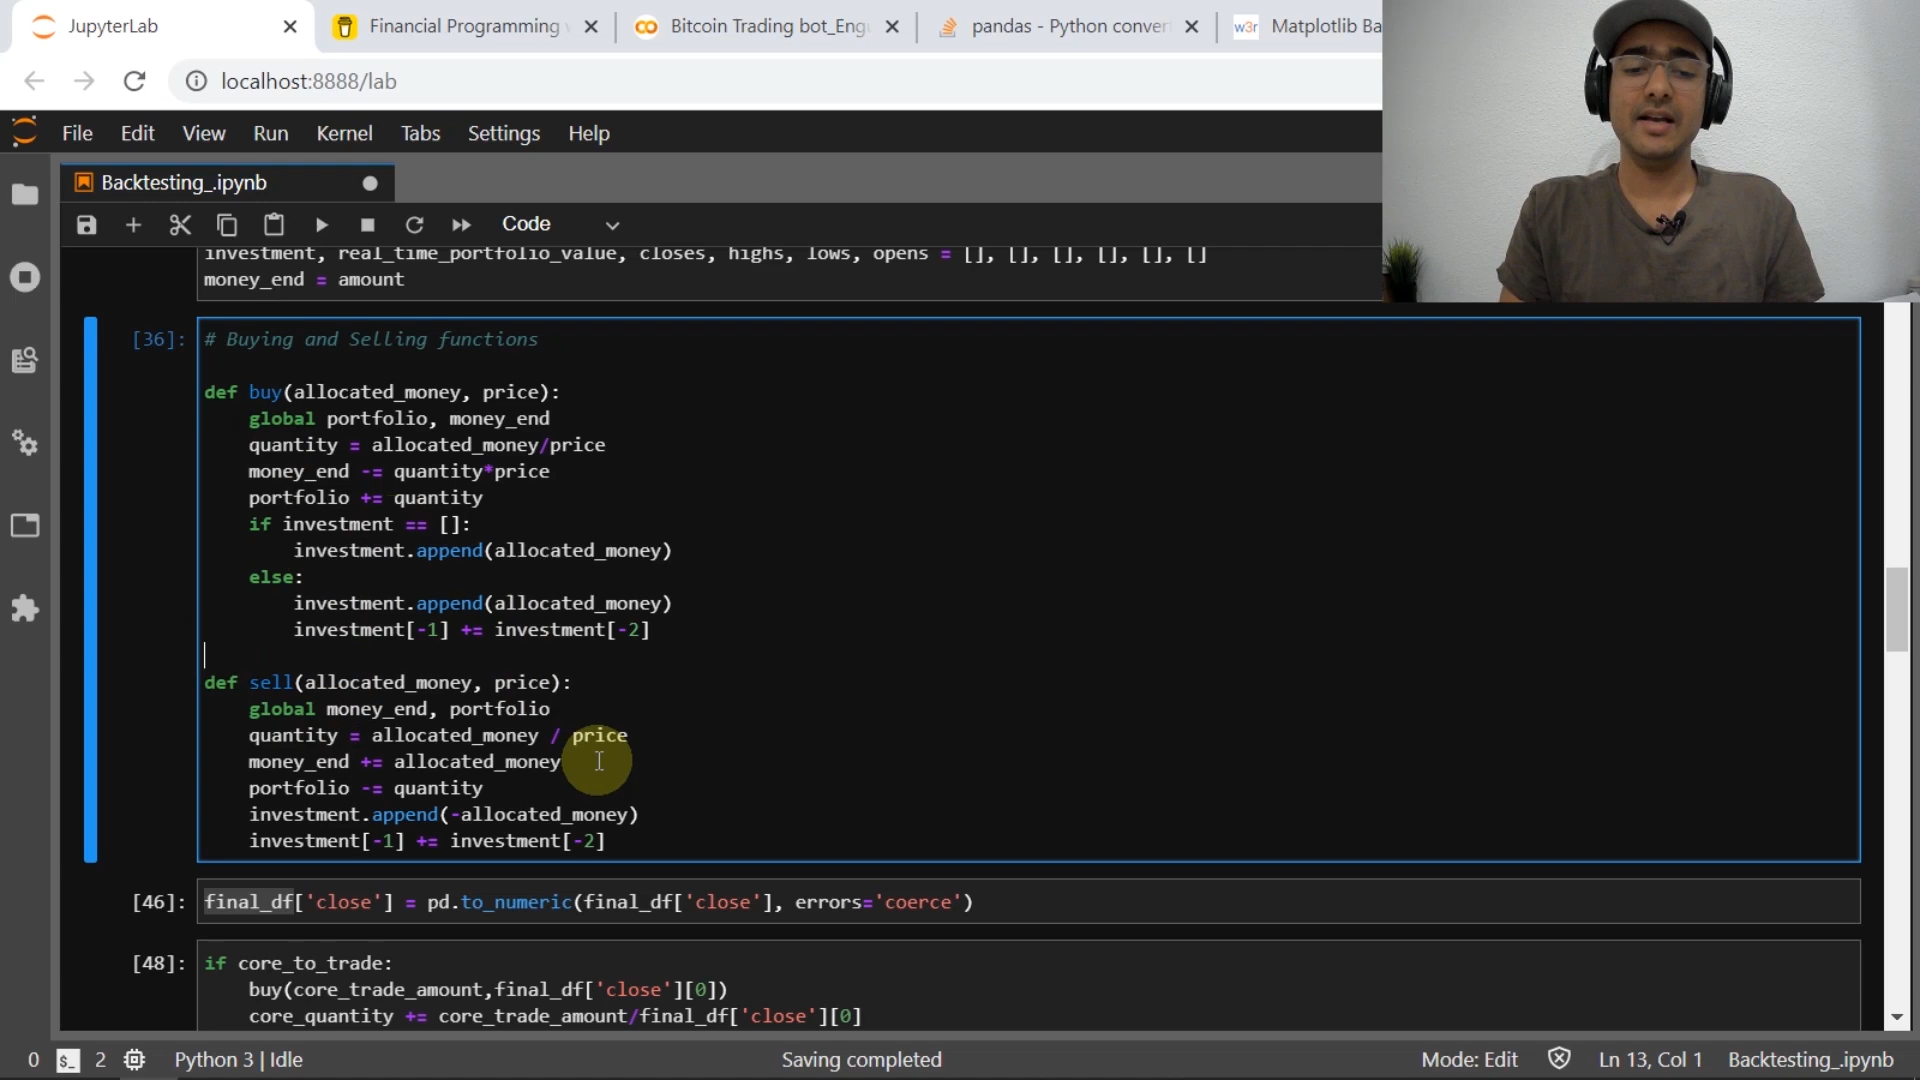 JupyterLab
Financial Programming w
Bitcoin Trading bot_Engu
pandas - Python conver
w3r Matplotlib Ba
localhost:8888/lab
File Edit View Run Kernel Tabs Settings Help
Backtesting_.ipynb
Code
investment, real_time_portfolio_value, closes, highs, lows, opens = [], [], [], [], [], []
money_end = amount
[36]: # Buying and Selling functions
def buy(allocated_money, price):
global portfolio, money_end
quantity = allocated_money/price
money_end -= quantity*price
portfolio += quantity
if investment == []:
investment.append(allocated_money)
else:
investment.append(allocated_money)
investment[-1] += investment[-2]
def sell(allocated_money, price):
global money_end, portfolio
quantity = allocated_money / price
money_end += allocated_money
portfolio -= quantity
investment.append(-allocated_money)
investment[-1] += investment[-2]
[46]: final_df['close'] = pd.to_numeric(final_df['close'], errors='coerce')
[48]: if core_to_trade:
buy(core_trade_amount,final_df['close'][0])
core_quantity += core_trade_amount/final_df['close'][0]
0 $_ 2 Python 3 | Idle Saving completed Mode: Edit Ln 13, Col 1 Backtesting_.ipynb